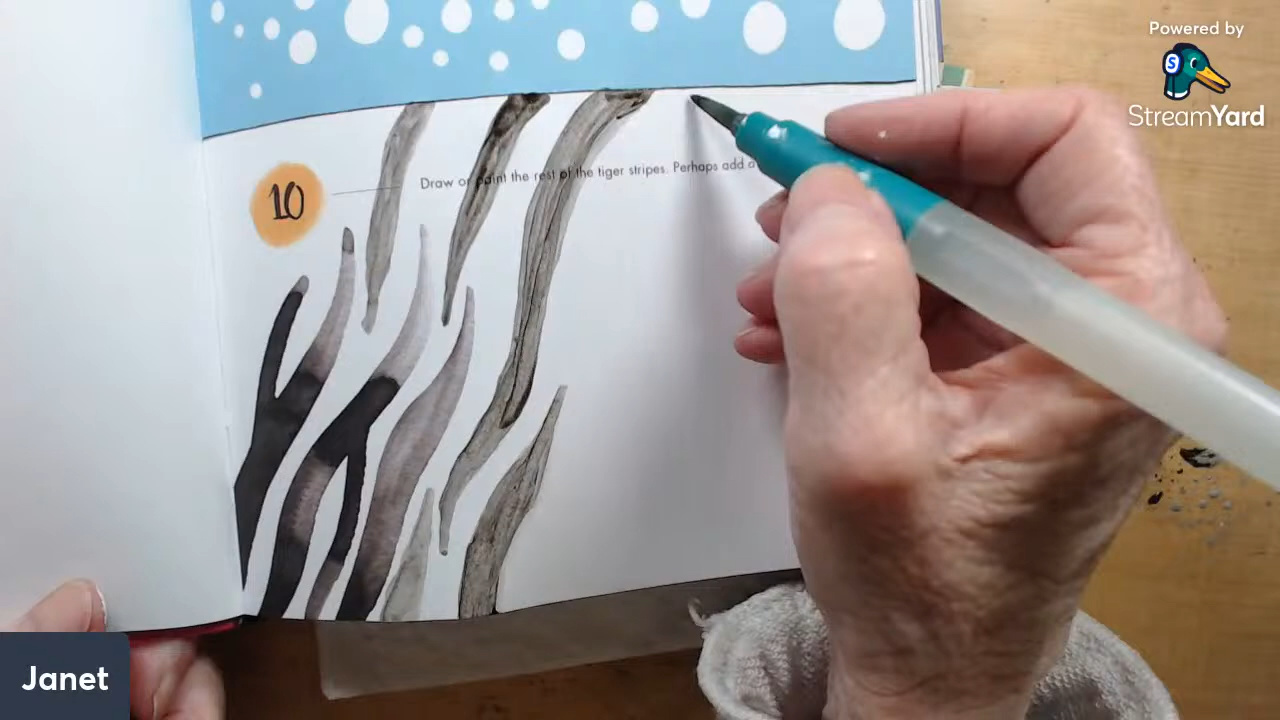 Powered by
StreamYard
10
Draw or paint the rest of the tiger stripes. Perhaps add a
Janet